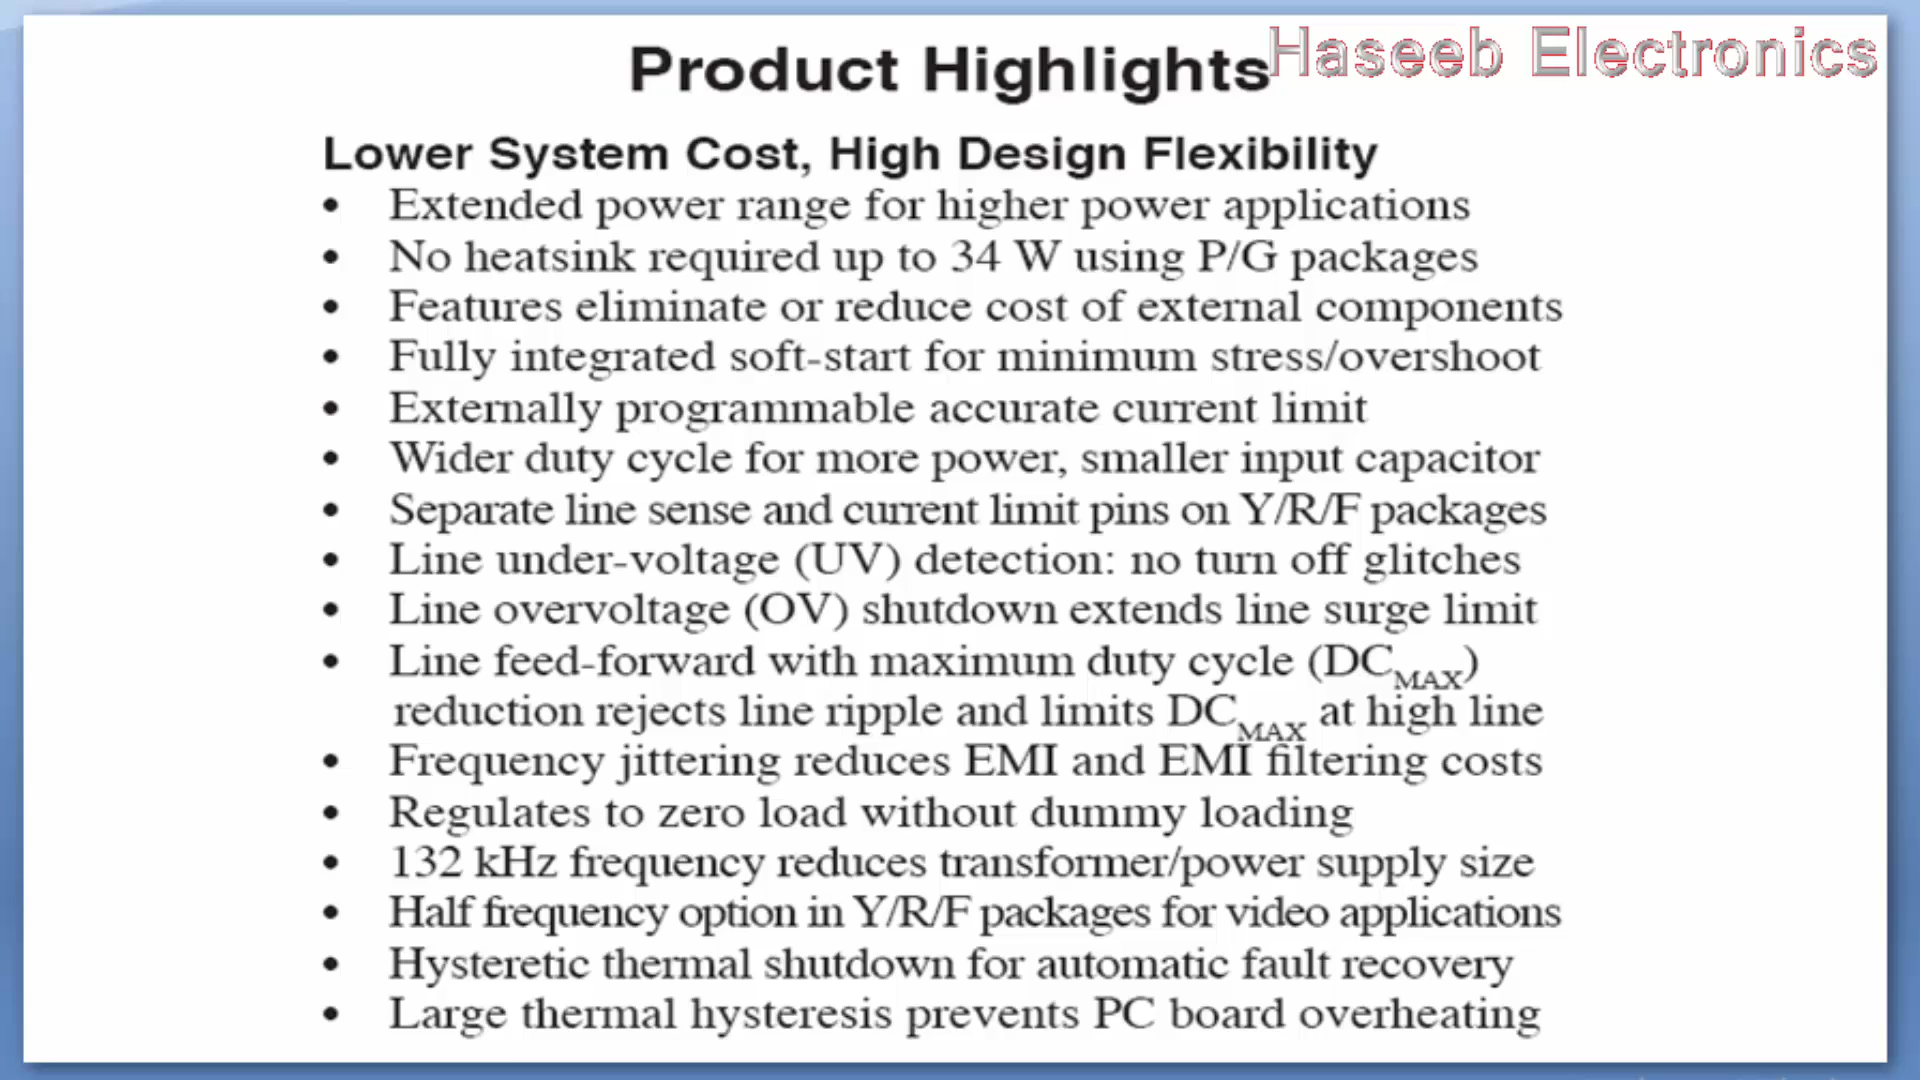 Product Highlights
Haseeb Electronics
Lower System Cost, High Design Flexibility
• Extended power range for higher power applications
• No heatsink required up to 34 W using P/G packages
• Features eliminate or reduce cost of external components
• Fully integrated soft-start for minimum stress/overshoot
• Externally programmable accurate current limit
• Wider duty cycle for more power, smaller input capacitor
• Separate line sense and current limit pins on Y/R/F packages
• Line under-voltage (UV) detection: no turn off glitches
• Line overvoltage (OV) shutdown extends line surge limit
• Line feed-forward with maximum duty cycle (DCMAX)
reduction rejects line ripple and limits DCMAX at high line
• Frequency jittering reduces EMI and EMI filtering costs
• Regulates to zero load without dummy loading
• 132 kHz frequency reduces transformer/power supply size
• Half frequency option in Y/R/F packages for video applications
• Hysteretic thermal shutdown for automatic fault recovery
• Large thermal hysteresis prevents PC board overheating